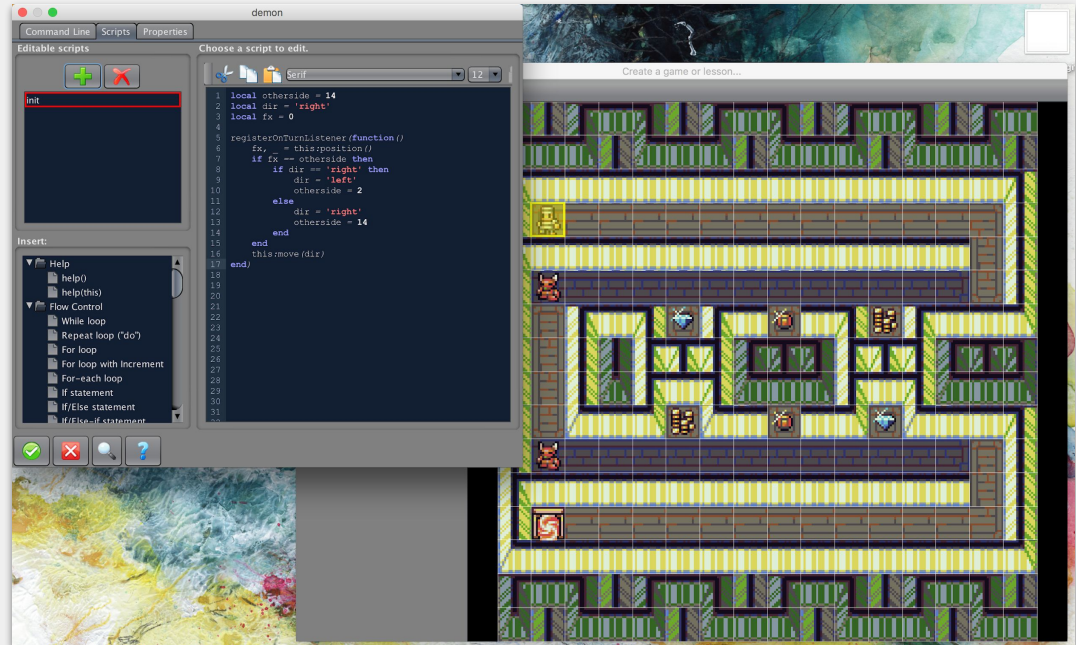 demon
Command Line Scripts Properties
Editable scripts
Choose a script to edit.
Serif 12
init
1 local otherside = 14
2 local dir = 'right'
3 local fx = 0
4
5 registerOnTurnListener(function()
6 fx, _ = this:position()
7 if fx == otherside then
8 if dir == 'right' then
9 dir = 'left'
10 otherside = 2
11 else
12 dir = 'right'
13 otherside = 14
14 end
15 end
16 this:move(dir)
17 end)
18
19
20
21
22
23
24
25
26
27
28
29
30
31
Insert:
Help
help()
help(this)
Flow Control
While loop
Repeat loop ("do")
For loop
For loop with Increment
For-each loop
If statement
If/Else statement
If/Else-if statement
Create a game or lesson...